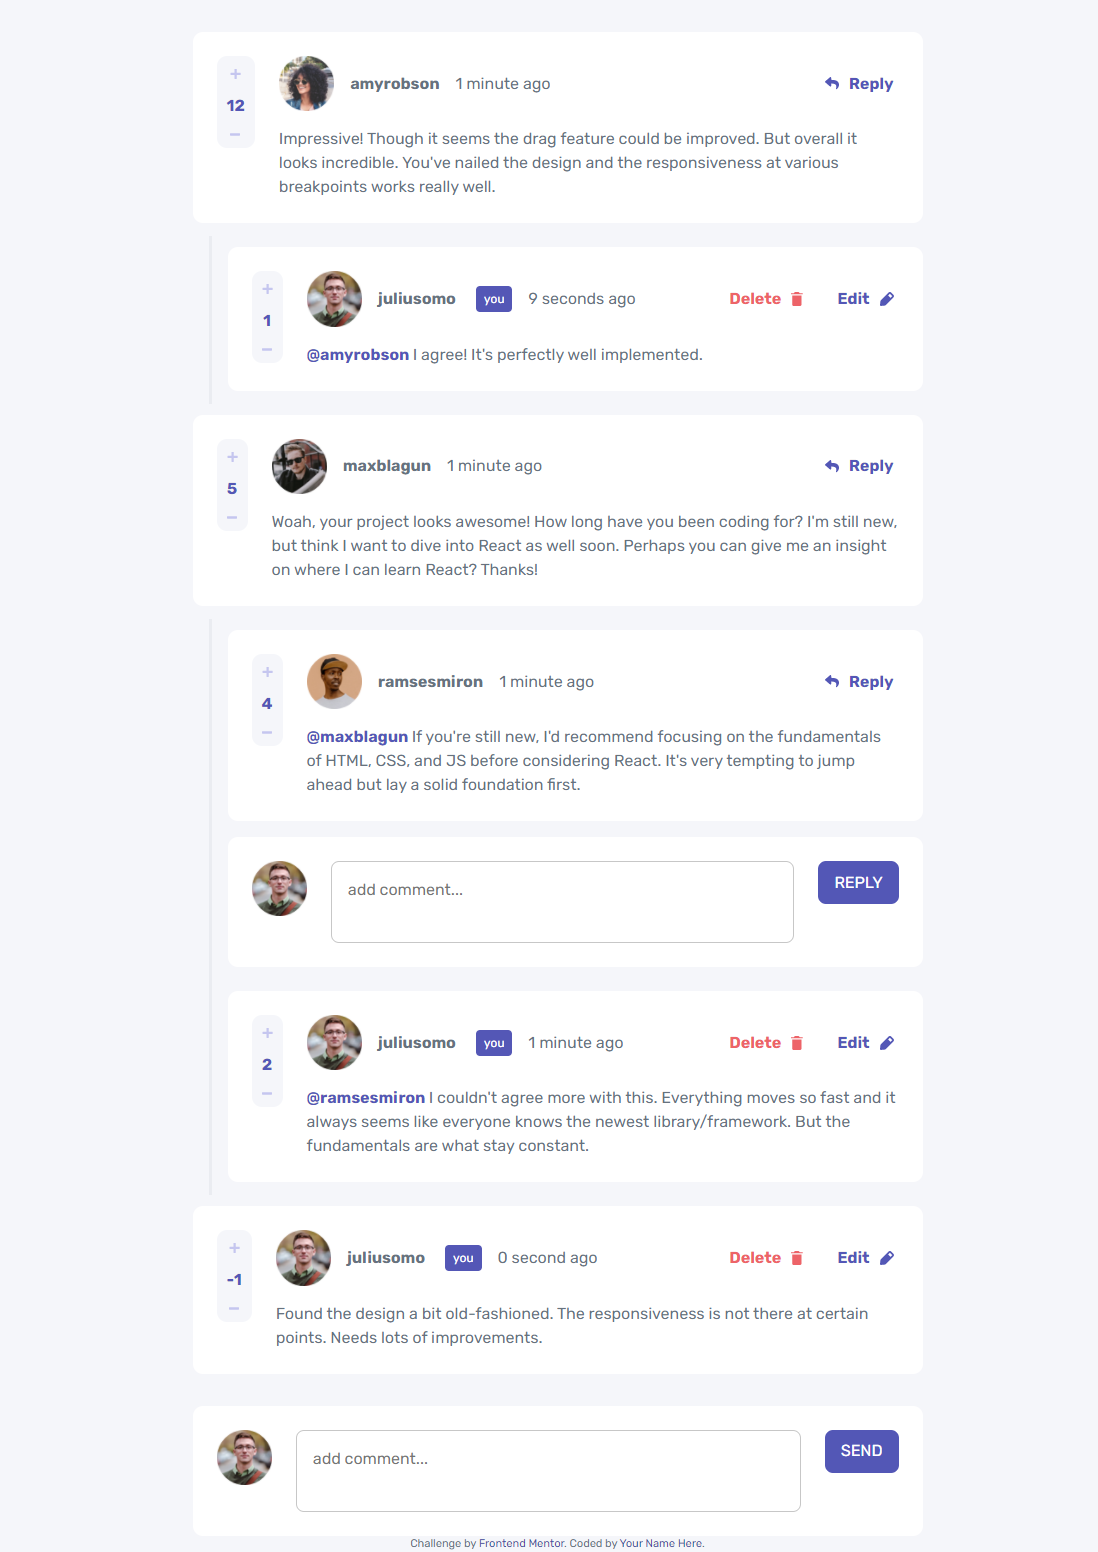 +
12
−
amyrobson 1 minute ago
Reply
Impressive! Though it seems the drag feature could be improved. But overall it
looks incredible. You've nailed the design and the responsiveness at various
breakpoints works really well.
+
1
−
juliusomo you 9 seconds ago
Delete Edit
@amyrobson I agree! It's perfectly well implemented.
+
5
−
maxblagun 1 minute ago
Reply
Woah, your project looks awesome! How long have you been coding for? I'm still new,
but think I want to dive into React as well soon. Perhaps you can give me an insight
on where I can learn React? Thanks!
+
4
−
ramsesmiron 1 minute ago
Reply
@maxblagun If you're still new, I'd recommend focusing on the fundamentals
of HTML, CSS, and JS before considering React. It's very tempting to jump
ahead but lay a solid foundation first.
add comment...
REPLY
+
2
−
juliusomo you 1 minute ago
Delete Edit
@ramsesmiron I couldn't agree more with this. Everything moves so fast and it
always seems like everyone knows the newest library/framework. But the
fundamentals are what stay constant.
+
-1
−
juliusomo you 0 second ago
Delete Edit
Found the design a bit old-fashioned. The responsiveness is not there at certain
points. Needs lots of improvements.
add comment...
SEND
Challenge by Frontend Mentor. Coded by Your Name Here.